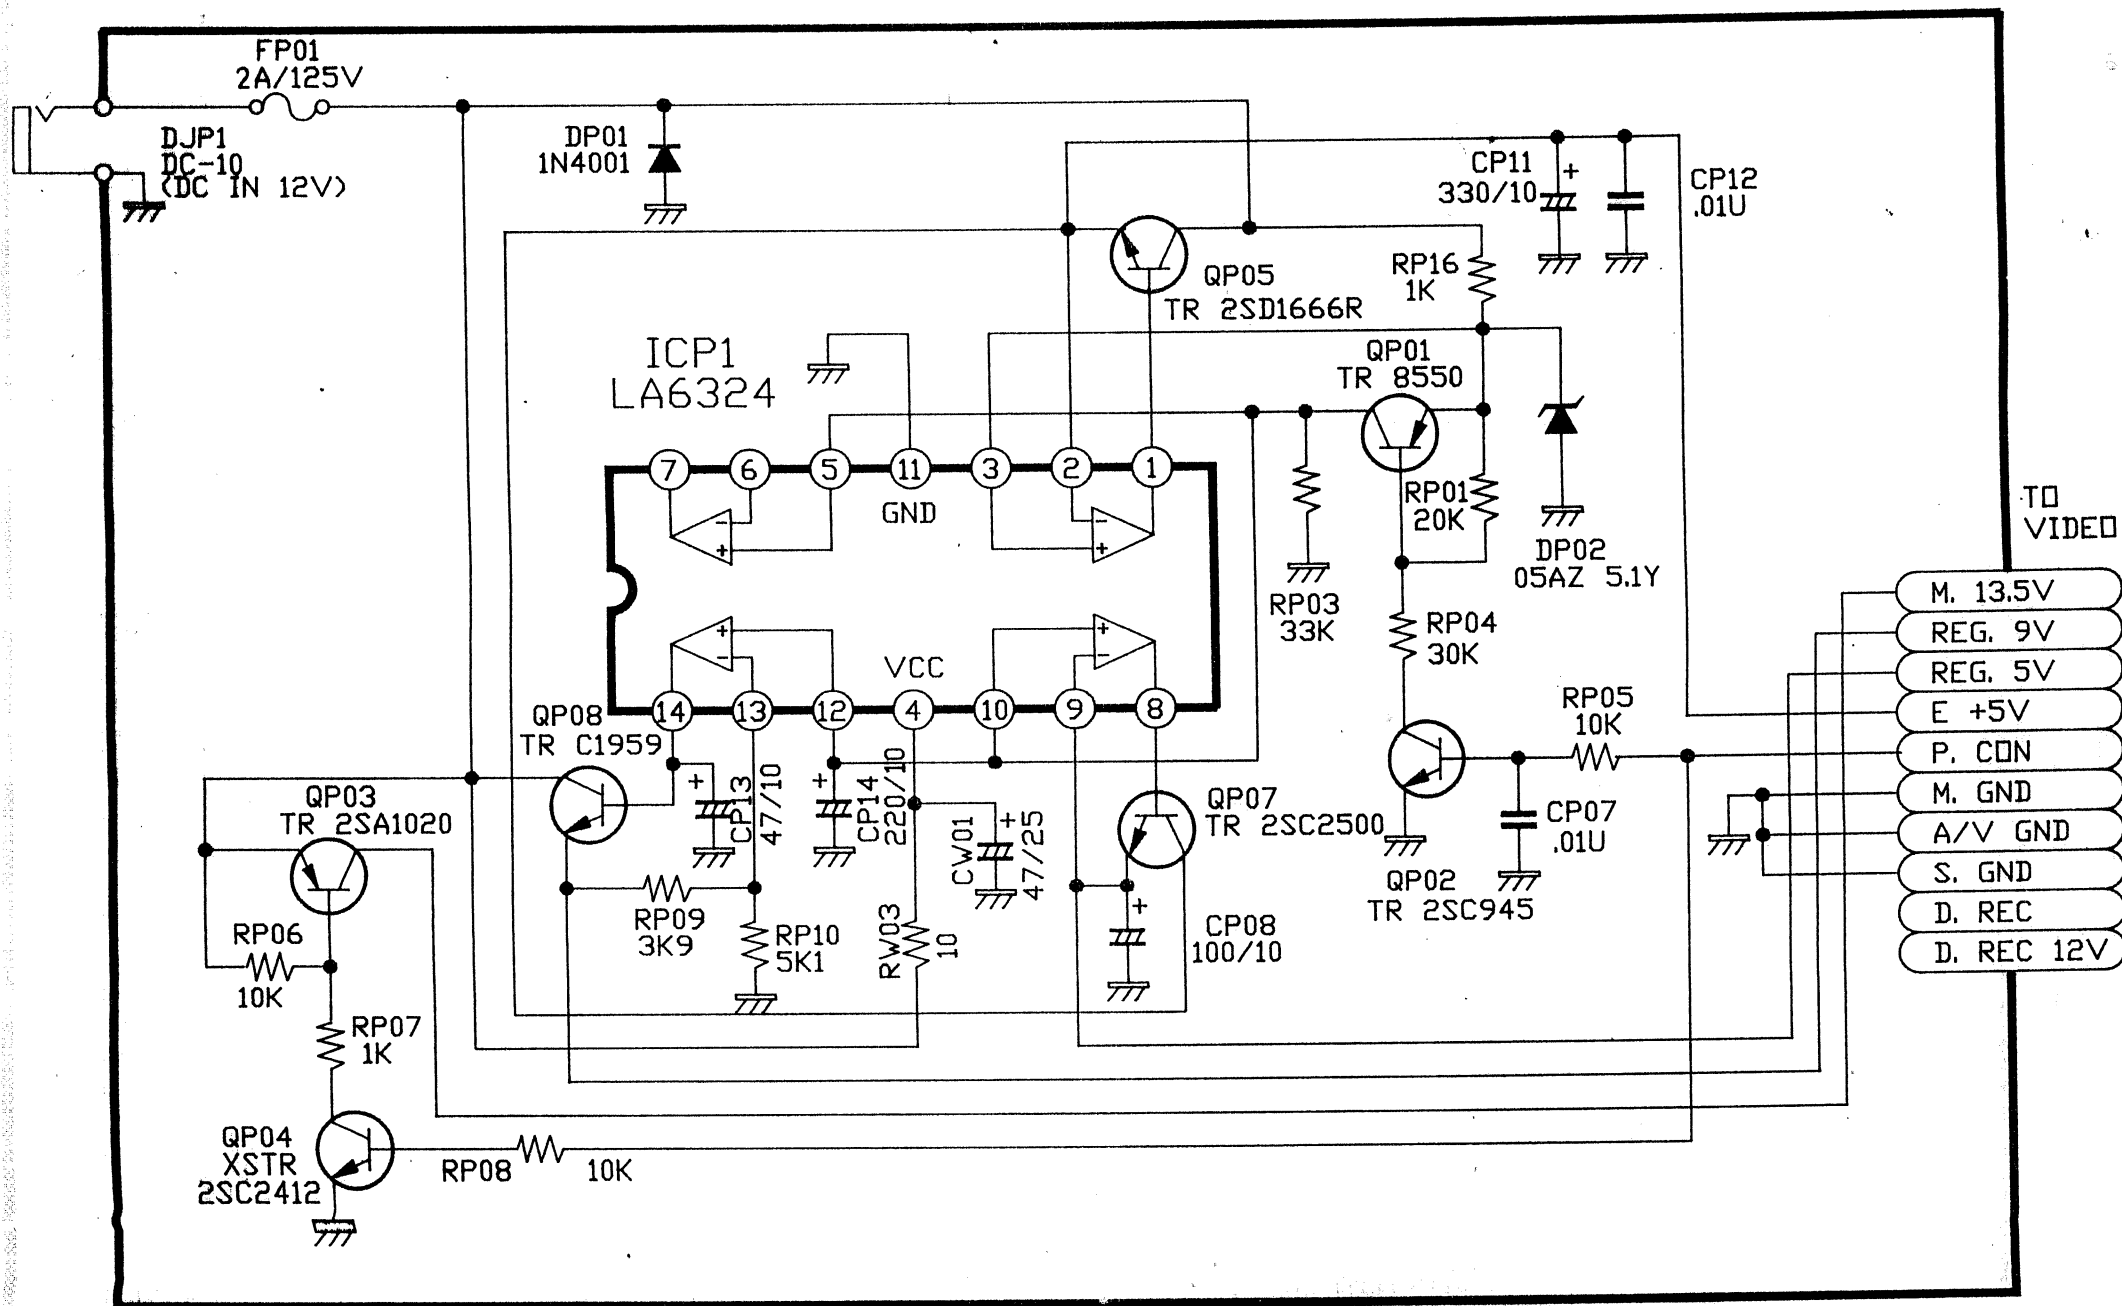 FP01
2A/125V
DJP1
DC-10
(DC IN 12V)
DP01
1N4001
CP11
330/10
+
CP12
.01U
QP05
TR 2SD1666R
RP16
1K
ICP1
LA6324
QP01
TR 8550
7
6
5
11
3
2
1
GND
-
+
-
+
RP01
20K
DP02
05AZ 5.1Y
TO
VIDEO
RP03
33K
RP04
30K
+
-
+
-
VCC
14
13
12
4
10
9
8
M. 13.5V
REG. 9V
REG. 5V
E +5V
P. CON
M. GND
A/V GND
S. GND
D. REC
D. REC 12V
QP08
TR C1959
RP05
10K
+
CP13
47/10
+
CP14
220/10
QP03
TR 2SA1020
QP07
TR 2SC2500
CP07
.01U
CW01
+
47/25
QP02
TR 2SC945
RP09
3K9
RP10
5K1
RW03
10
+
CP08
100/10
RP06
10K
RP07
1K
QP04
XSTR
2SC2412
RP08
10K